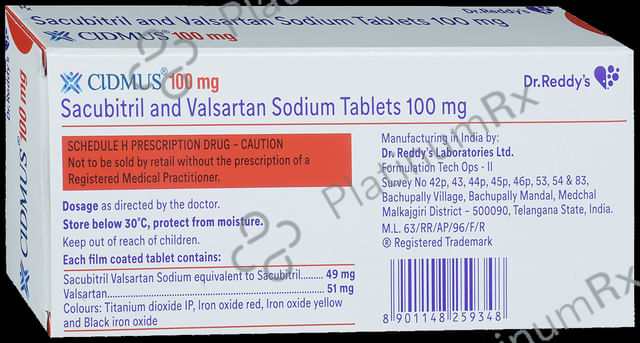 Sacubitril and Valsartan Sodium Tablets 100 mg
CIDMUS® 100 mg
Dr.Reddy's
CIDMUS® 100 mg
Dr.Reddy's
Sacubitril and Valsartan Sodium Tablets 100 mg
SCHEDULE H PRESCRIPTION DRUG – CAUTION
Not to be sold by retail without the prescription of a
Registered Medical Practitioner.
Dosage as directed by the doctor.
Store below 30°C, protect from moisture.
Keep out of reach of children.
Each film coated tablet contains:
Sacubitril Valsartan Sodium equivalent to Sacubitril........ 49 mg
Valsartan........ 51 mg
Colours: Titanium dioxide IP, Iron oxide red, Iron oxide yellow
and Black iron oxide
Manufacturing in India by:
Dr. Reddy's Laboratories Ltd.
Formulation Tech Ops - II
Survey No 42p, 43, 44p, 45p, 46p, 53, 54 & 83,
Bachupally Village, Bachupally Mandal, Medchal
Malkajgiri District - 500090, Telangana State, India.
M.L. 63/RR/AP/96/F/R
® Registered Trademark
8 901148 259348
CIDMUS® 100 mg
PlatinumRx
PlatinumRx